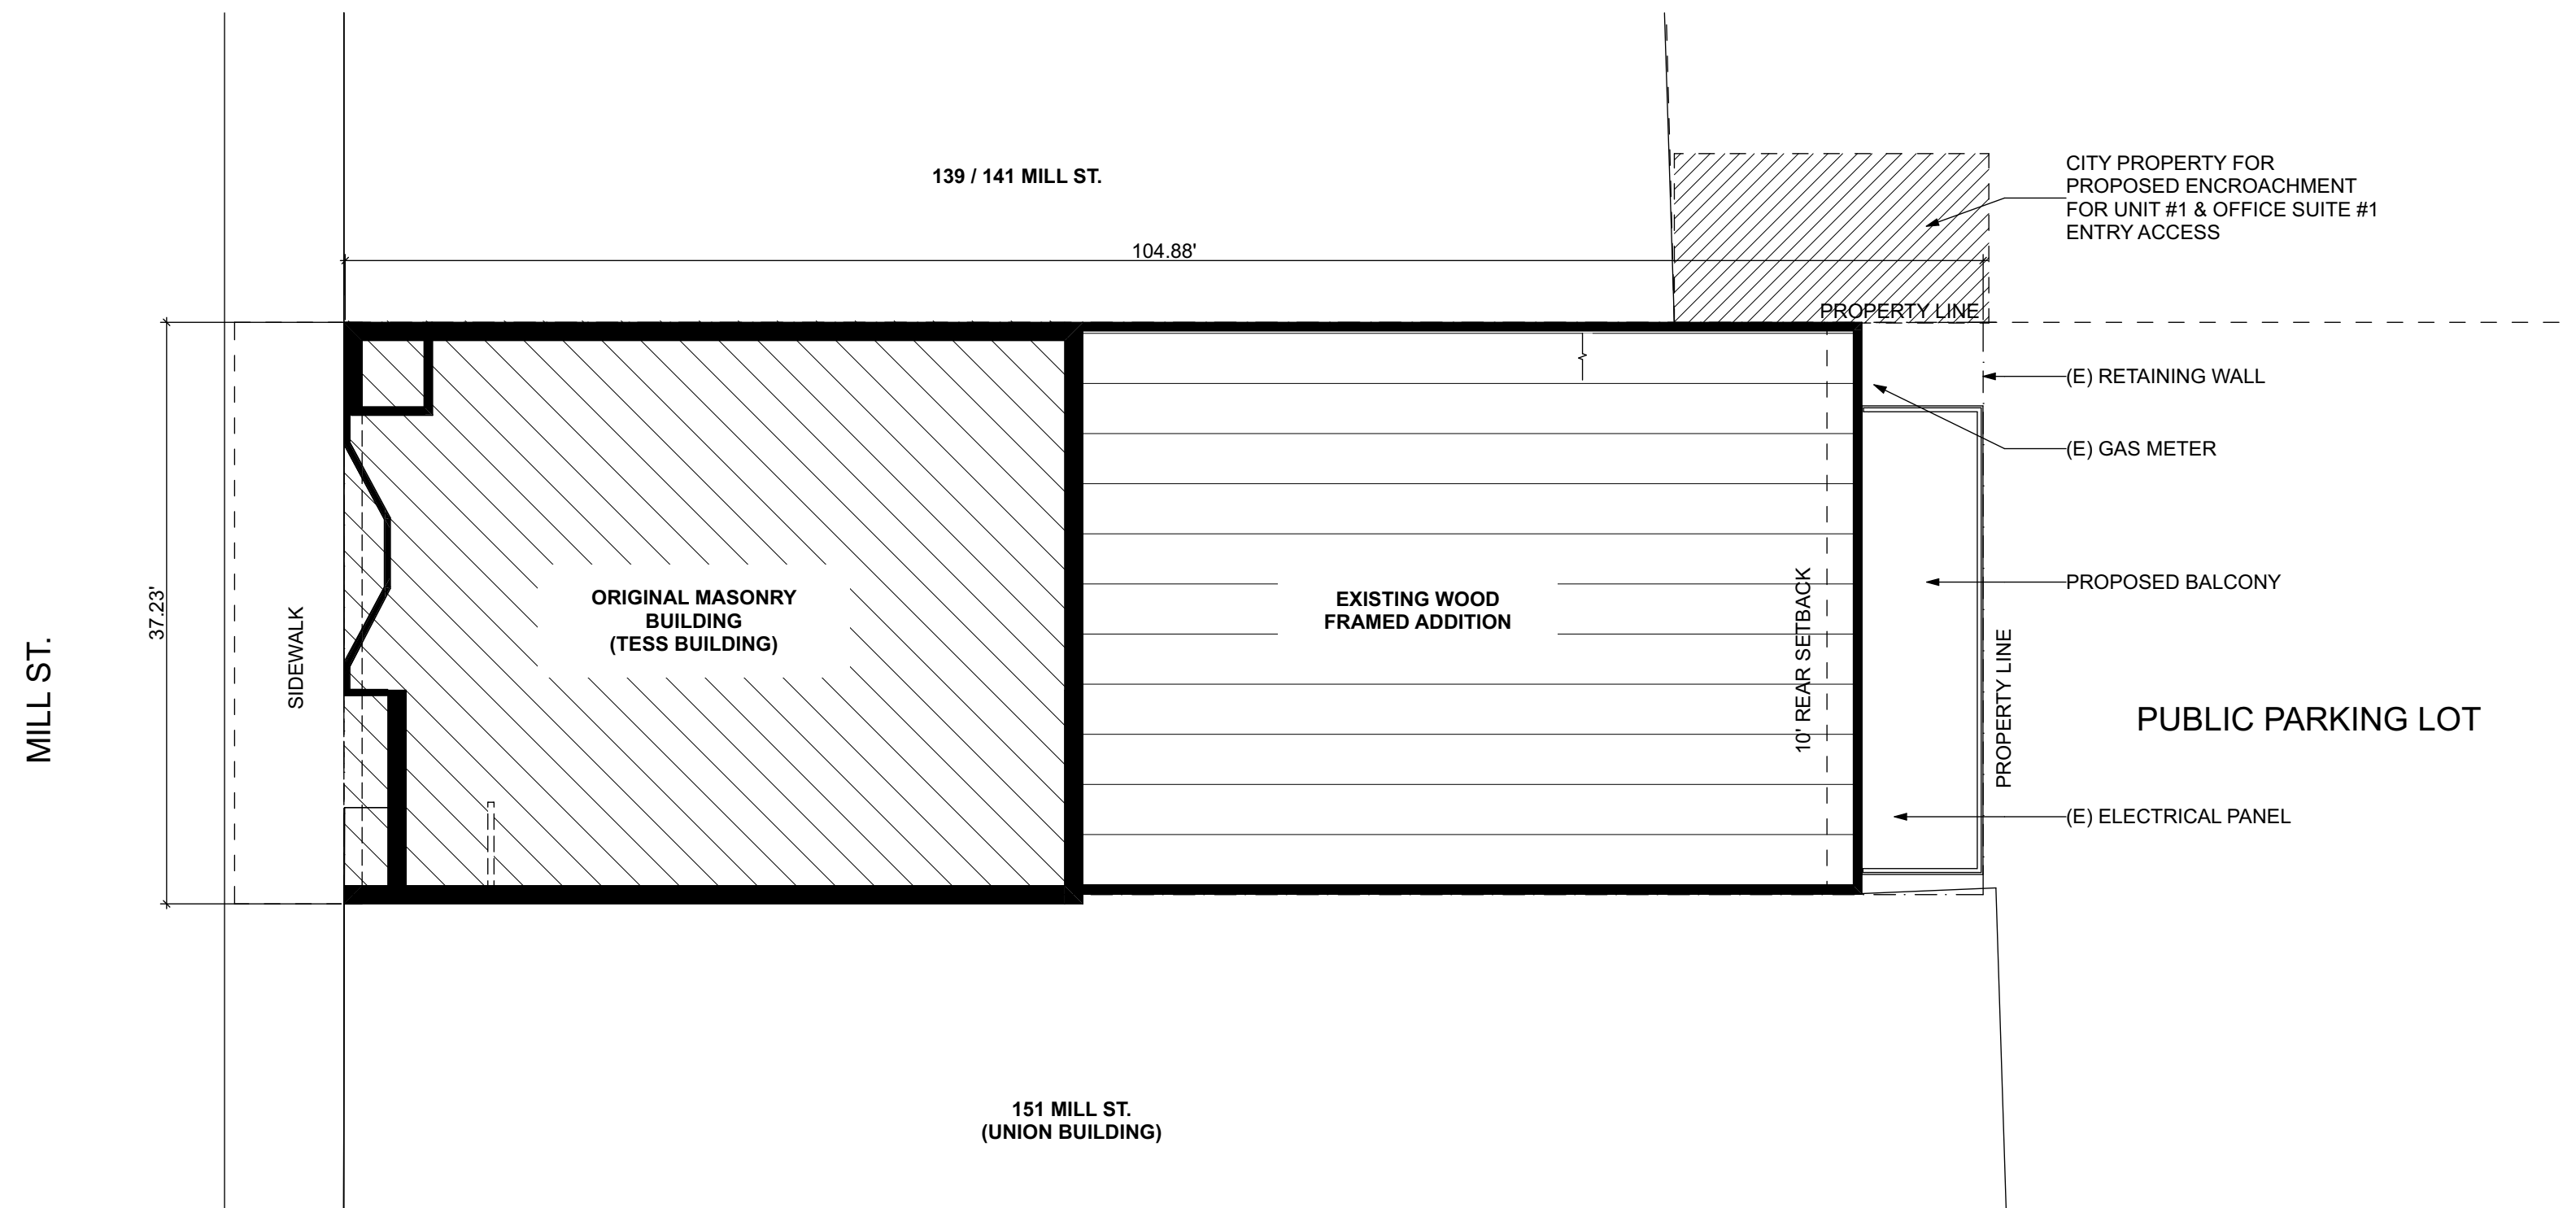 139 / 141 MILL ST.
CITY PROPERTY FOR
PROPOSED ENCROACHMENT
FOR UNIT #1 & OFFICE SUITE #1
ENTRY ACCESS
104.88'
PROPERTY LINE
(E) RETAINING WALL
(E) GAS METER
MILL ST.
37.23'
SIDEWALK
ORIGINAL MASONRY
BUILDING
(TESS BUILDING)
EXISTING WOOD
FRAMED ADDITION
10' REAR SETBACK
PROPOSED BALCONY
PROPERTY LINE
PUBLIC PARKING LOT
(E) ELECTRICAL PANEL
151 MILL ST.
(UNION BUILDING)